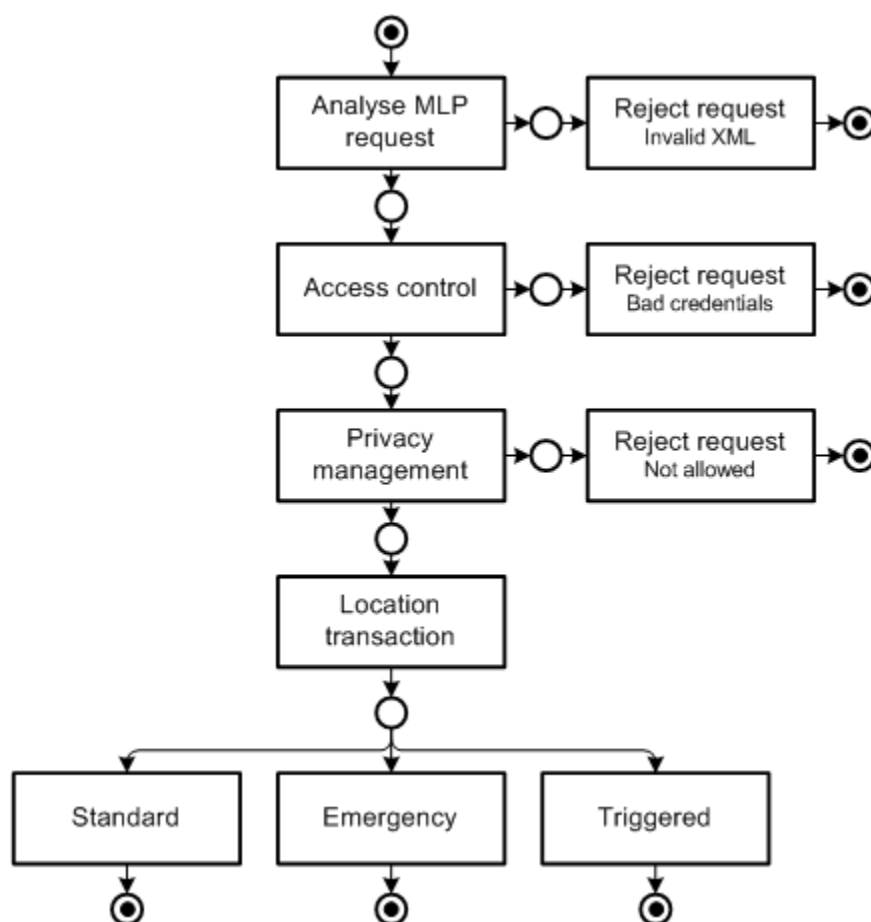 Analyse MLP
request
Reject request
Invalid XML
Access control
Reject request
Bad credentials
Privacy
management
Reject request
Not allowed
Location
transaction
Standard
Emergency
Triggered